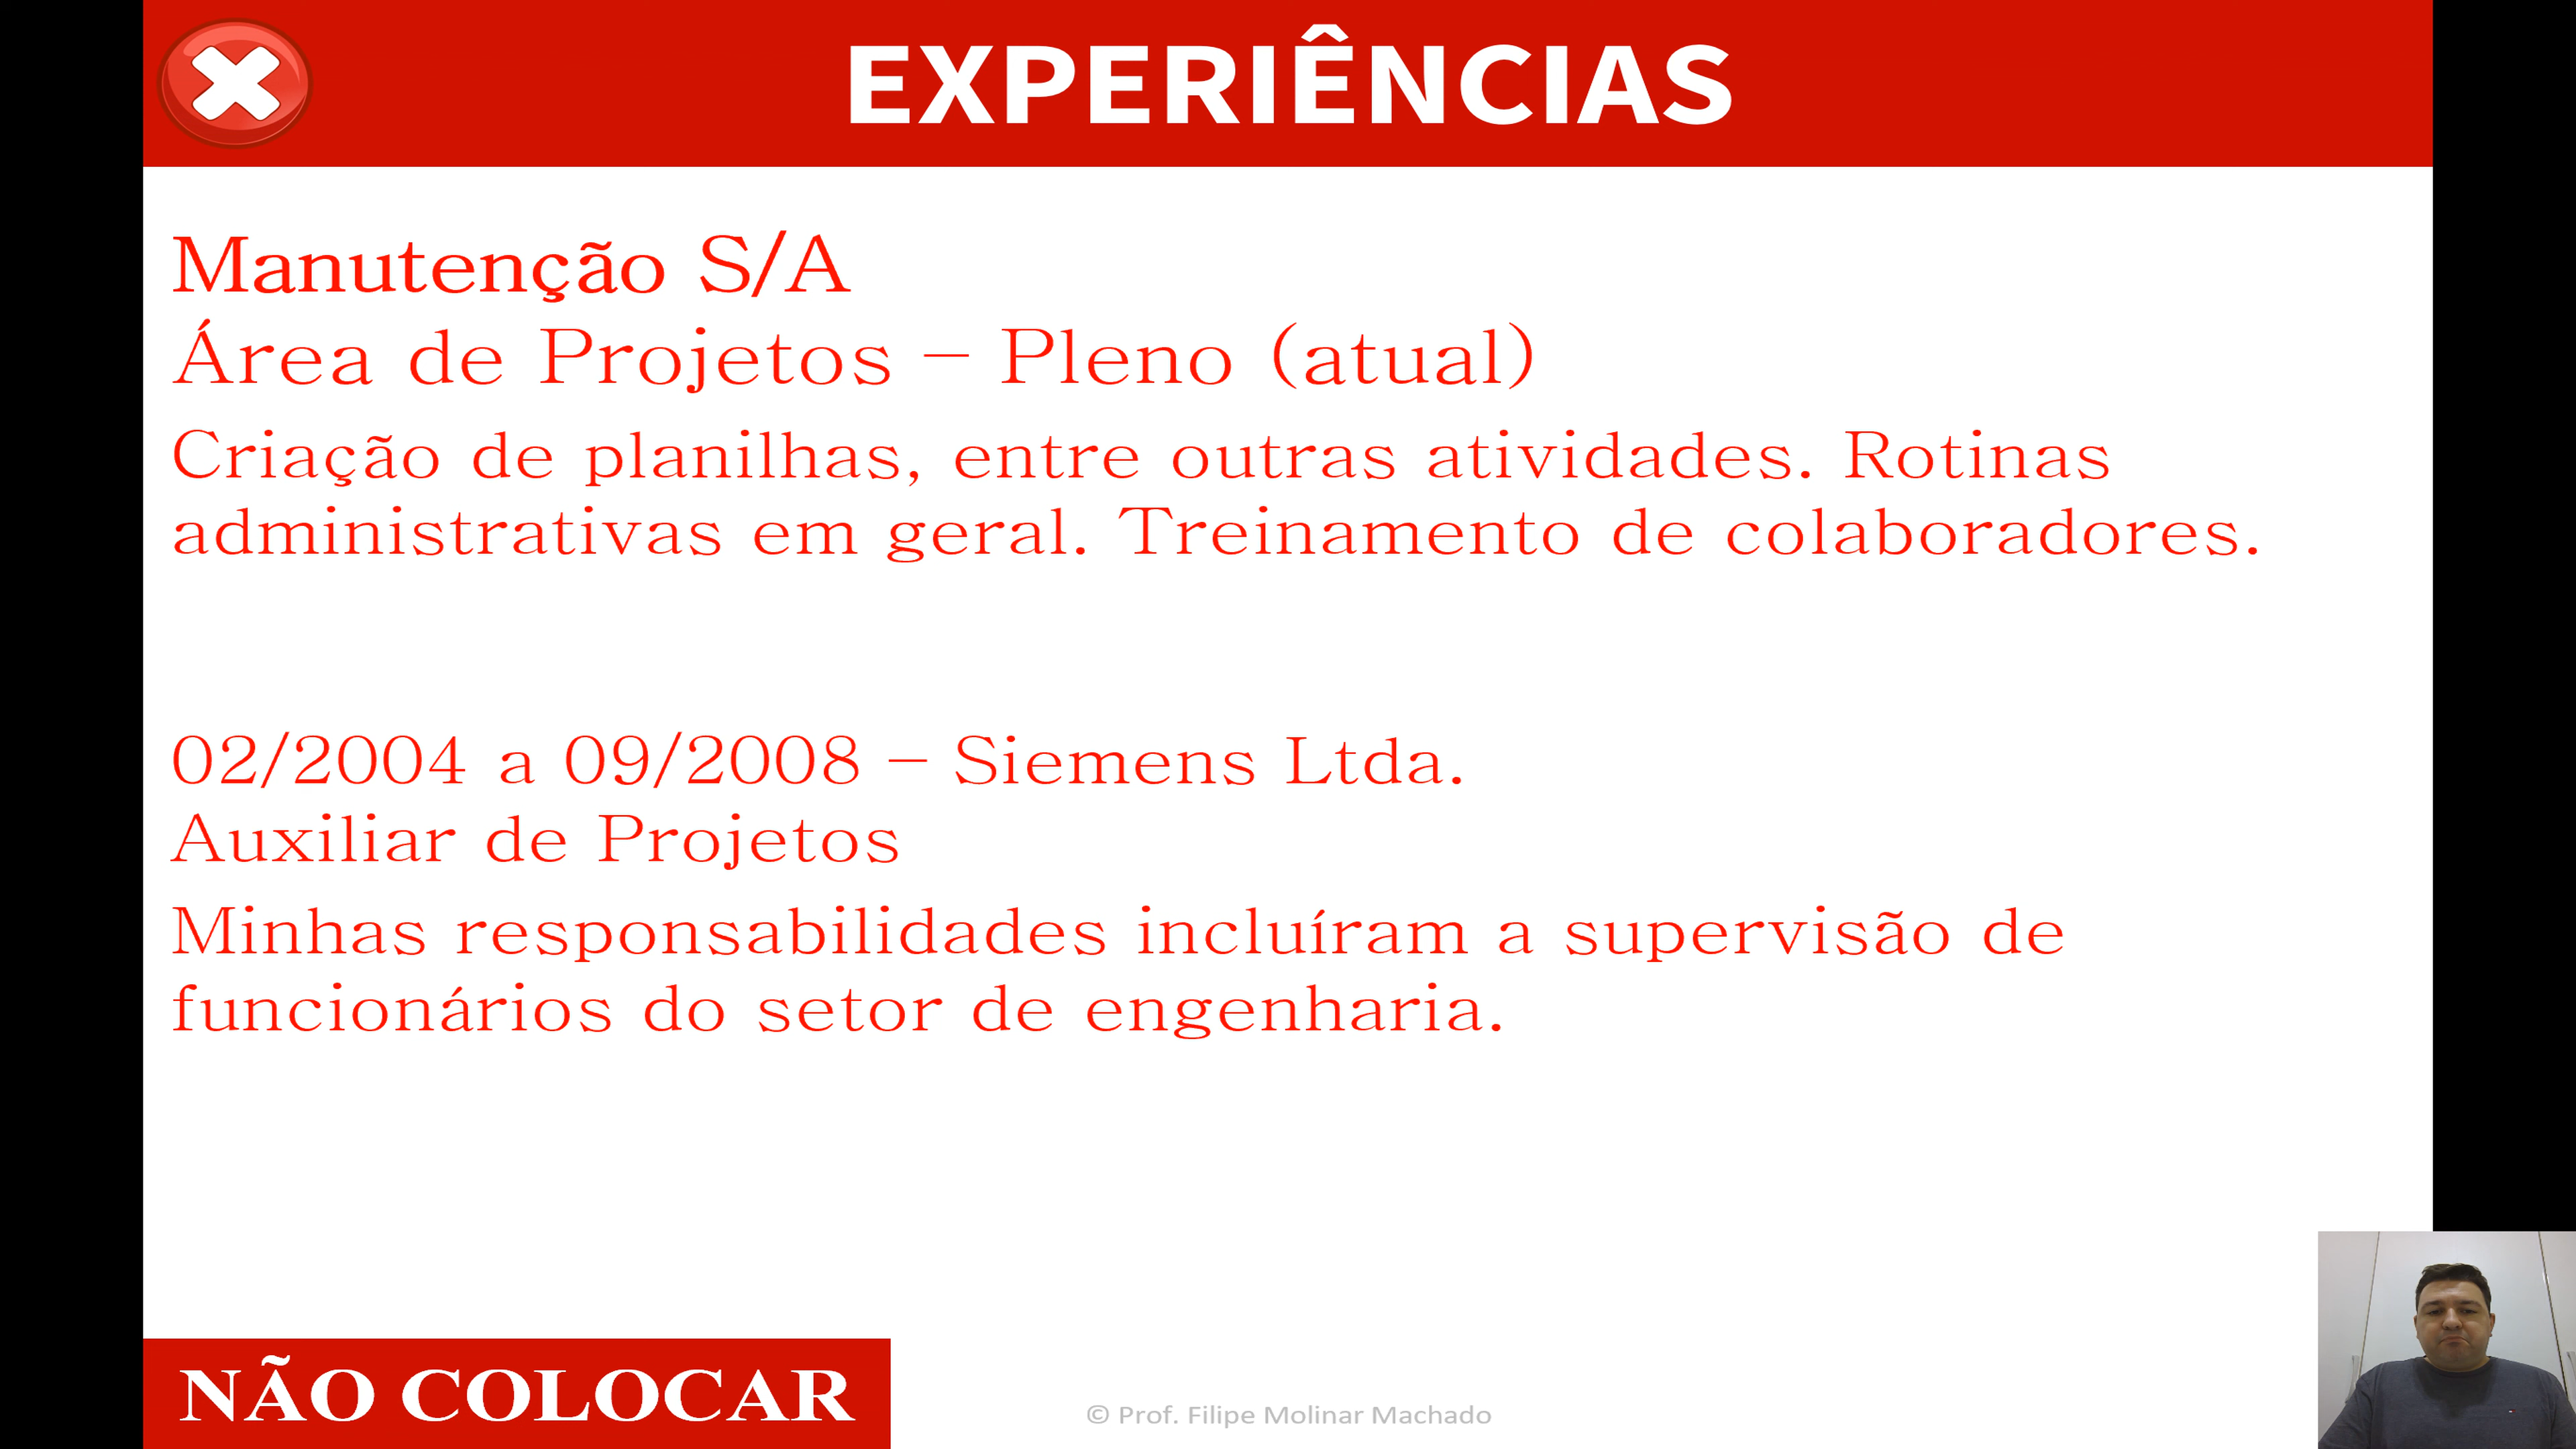 EXPERIÊNCIAS
Manutenção S/A
Área de Projetos – Pleno (atual)
Criação de planilhas, entre outras atividades. Rotinas
administrativas em geral. Treinamento de colaboradores.
02/2004 a 09/2008 – Siemens Ltda.
Auxiliar de Projetos
Minhas responsabilidades incluíram a supervisão de
funcionários do setor de engenharia.
NÃO COLOCAR
© Prof. Filipe Molinar Machado